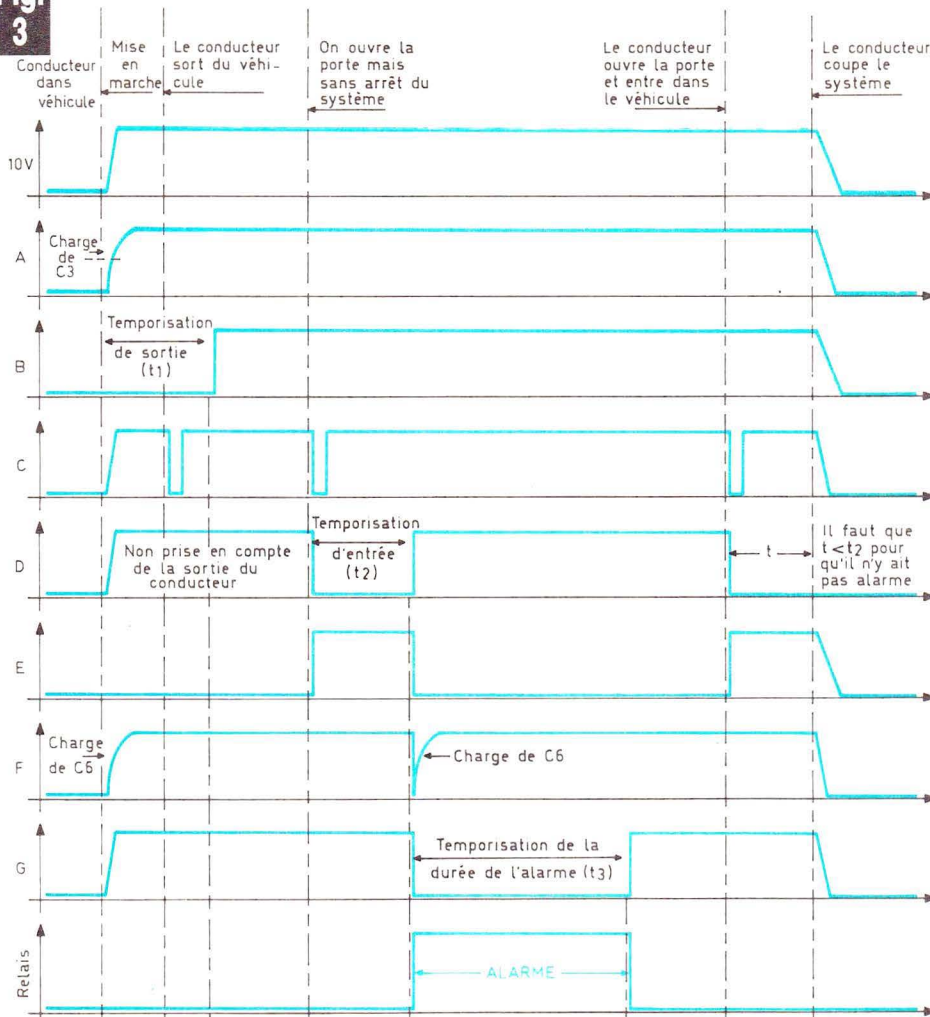 Fig.
3
Conducteur
dans
véhicule
Mise
en
marche
Le conducteur
sort du véhi-
cule
On ouvre la
porte mais
sans arrêt du
système
Le conducteur
ouvre la porte
et entre dans
le véhicule
Le conducteur
coupe le
système
10V
A
Charge
de
C3
B
Temporisation
de sortie
(t1)
C
D
Non prise en compte
de la sortie du
conducteur
Temporisation
d'entrée
(t2)
t
Il faut que
t<t2 pour
qu'il n'y ait
pas alarme
E
F
Charge
de C6
Charge de C6
G
Temporisation de la
durée de l'alarme (t3)
Relais
ALARME